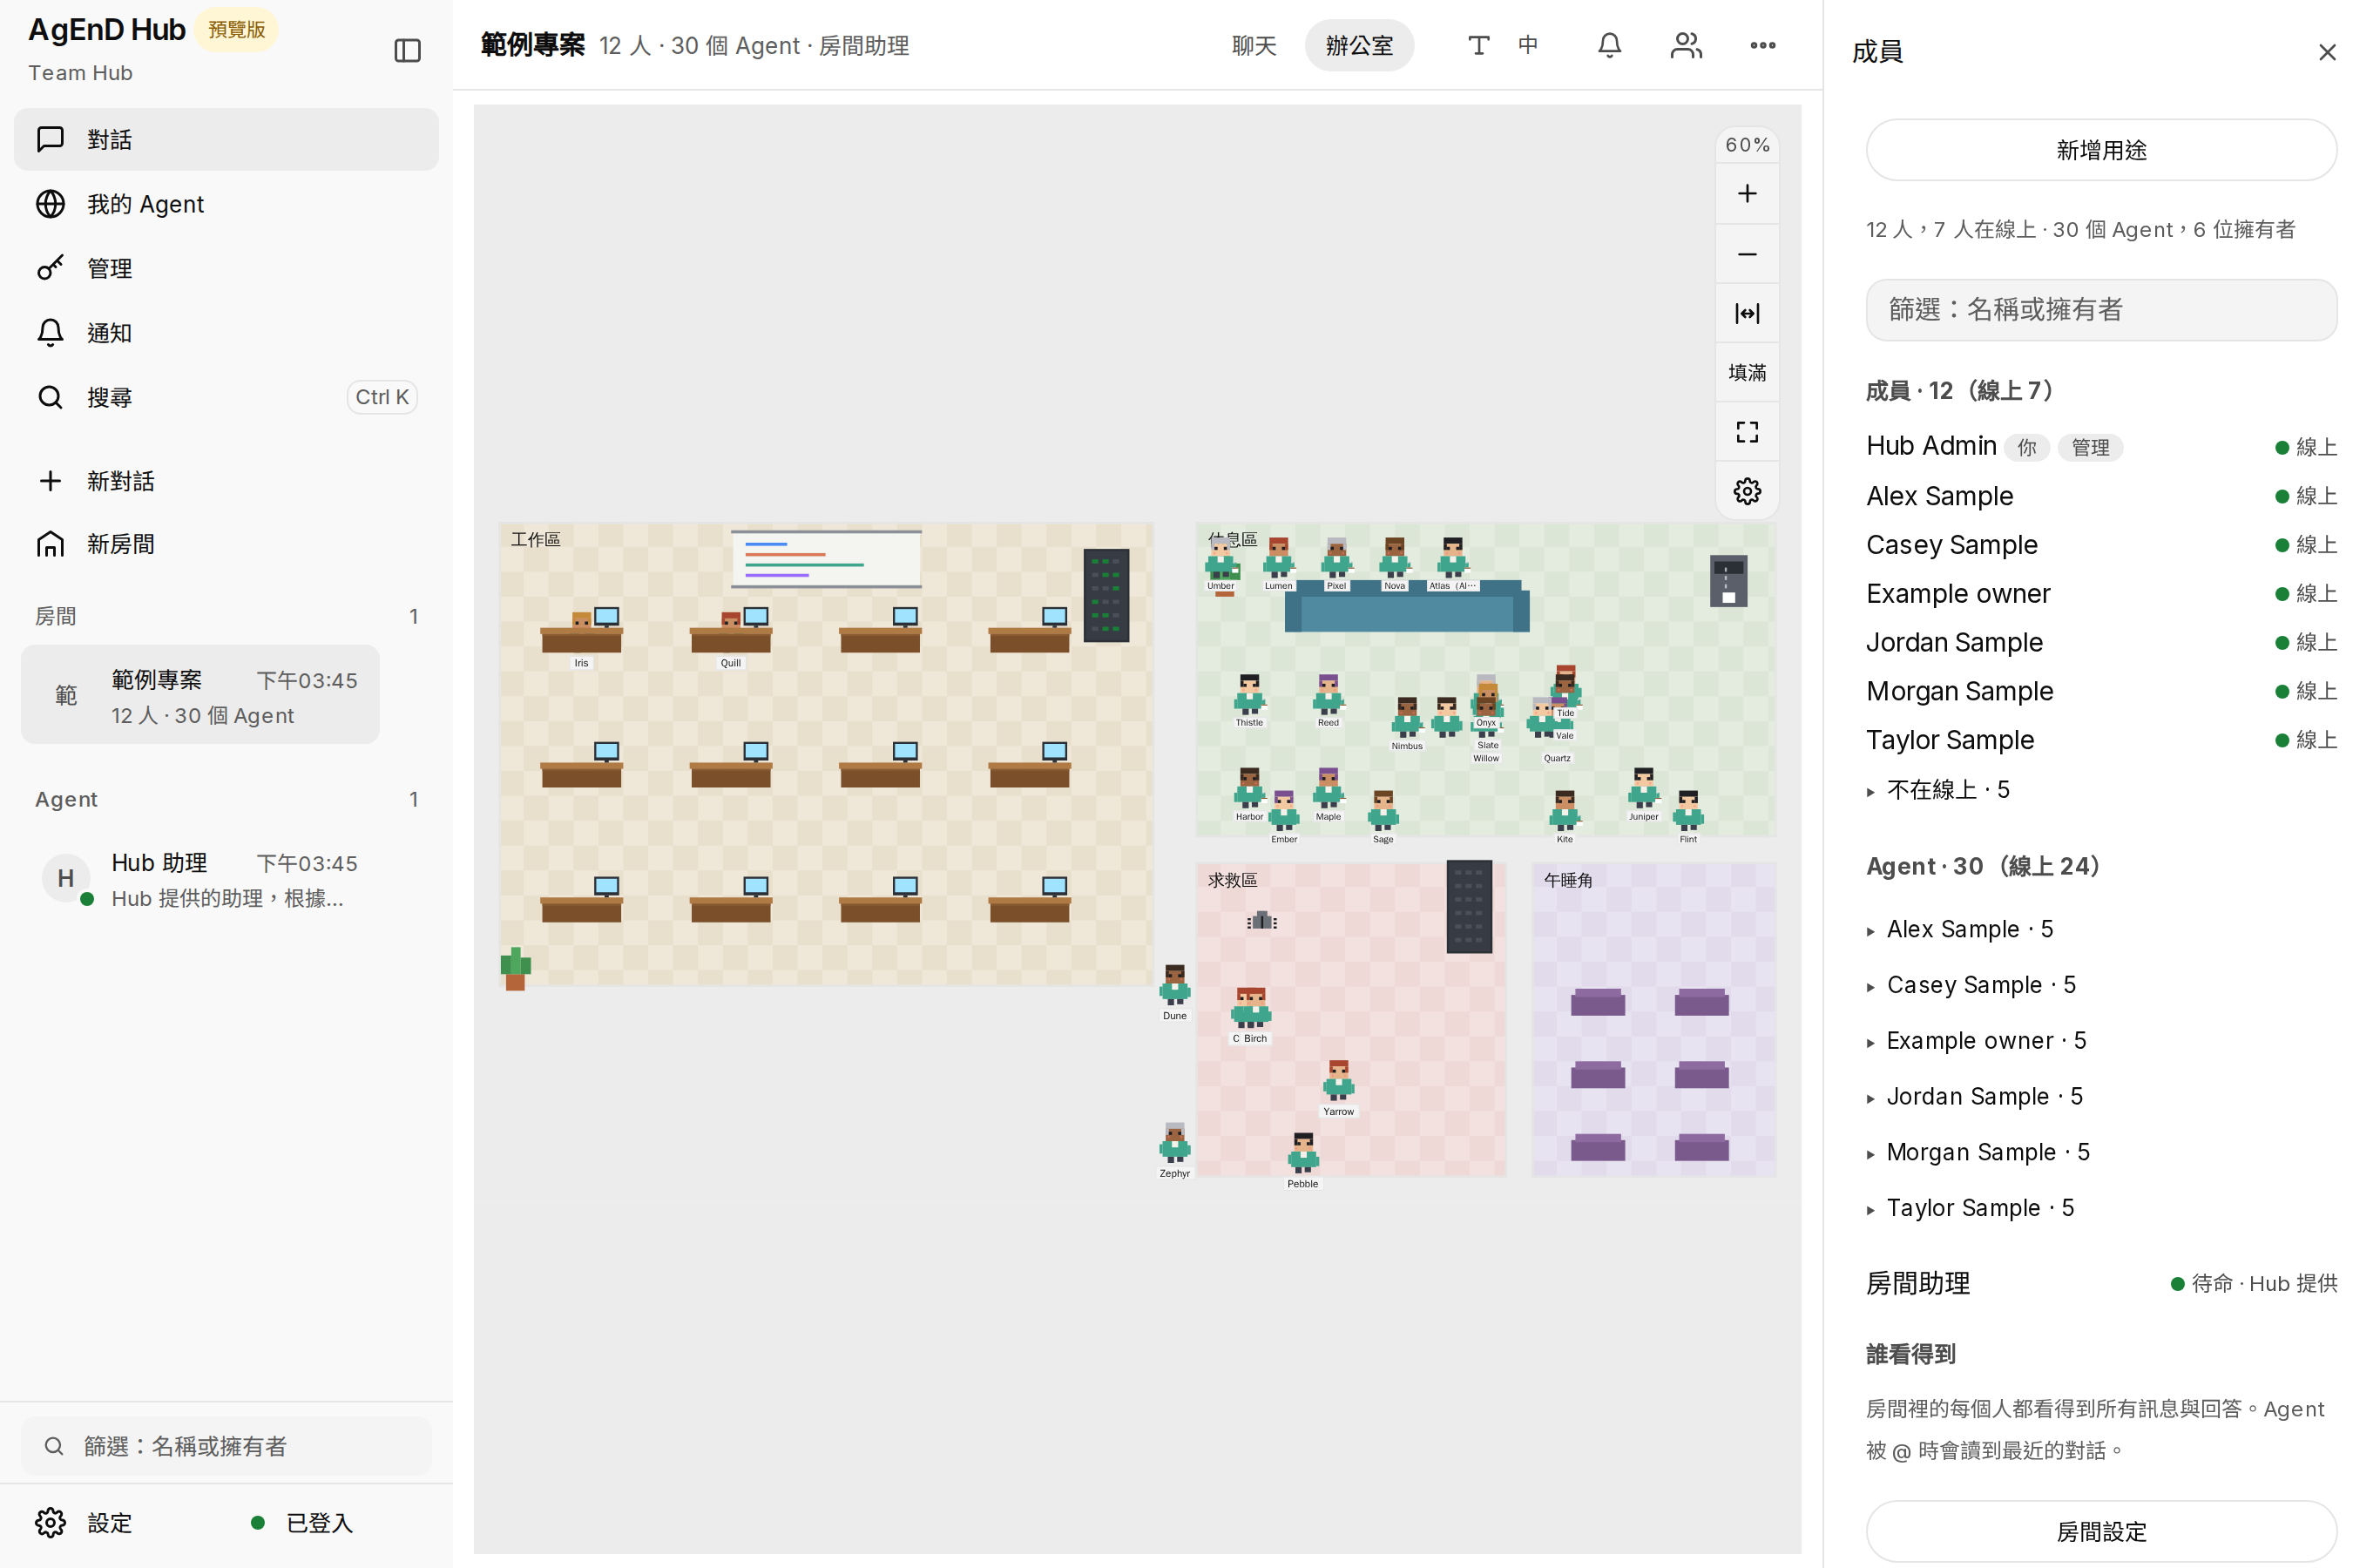 AgEnD Hub 預覽版
Team Hub
對話
我的 Agent
管理
通知
搜尋 Ctrl K
新對話
新房間
房間 1
範 範例專案 下午03:45
12 人 · 30 個 Agent
Agent 1
H Hub 助理 下午03:45
Hub 提供的助理，根據...
篩選：名稱或擁有者
設定 已登入
範例專案 12 人 · 30 個 Agent · 房間助理
聊天 辦公室 中
60%
填滿
工作區
Iris Quill
休息區
Umber Lumen Pixel Nova Atlas（AI…
Thistle Reed Nimbus Onyx Tide
Slate Vale
Willow Quartz
Harbor Maple Juniper
Ember Sage Kite Flint
求救區
午睡角
Dune
C Birch
Yarrow
Zephyr Pebble
成員
新增用途
12 人，7 人在線上 · 30 個 Agent，6 位擁有者
篩選：名稱或擁有者
成員 · 12（線上 7）
Hub Admin 你 管理 線上
Alex Sample 線上
Casey Sample 線上
Example owner 線上
Jordan Sample 線上
Morgan Sample 線上
Taylor Sample 線上
不在線上 · 5
Agent · 30（線上 24）
Alex Sample · 5
Casey Sample · 5
Example owner · 5
Jordan Sample · 5
Morgan Sample · 5
Taylor Sample · 5
房間助理 待命 · Hub 提供
誰看得到
房間裡的每個人都看得到所有訊息與回答。Agent
被 @ 時會讀到最近的對話。
房間設定